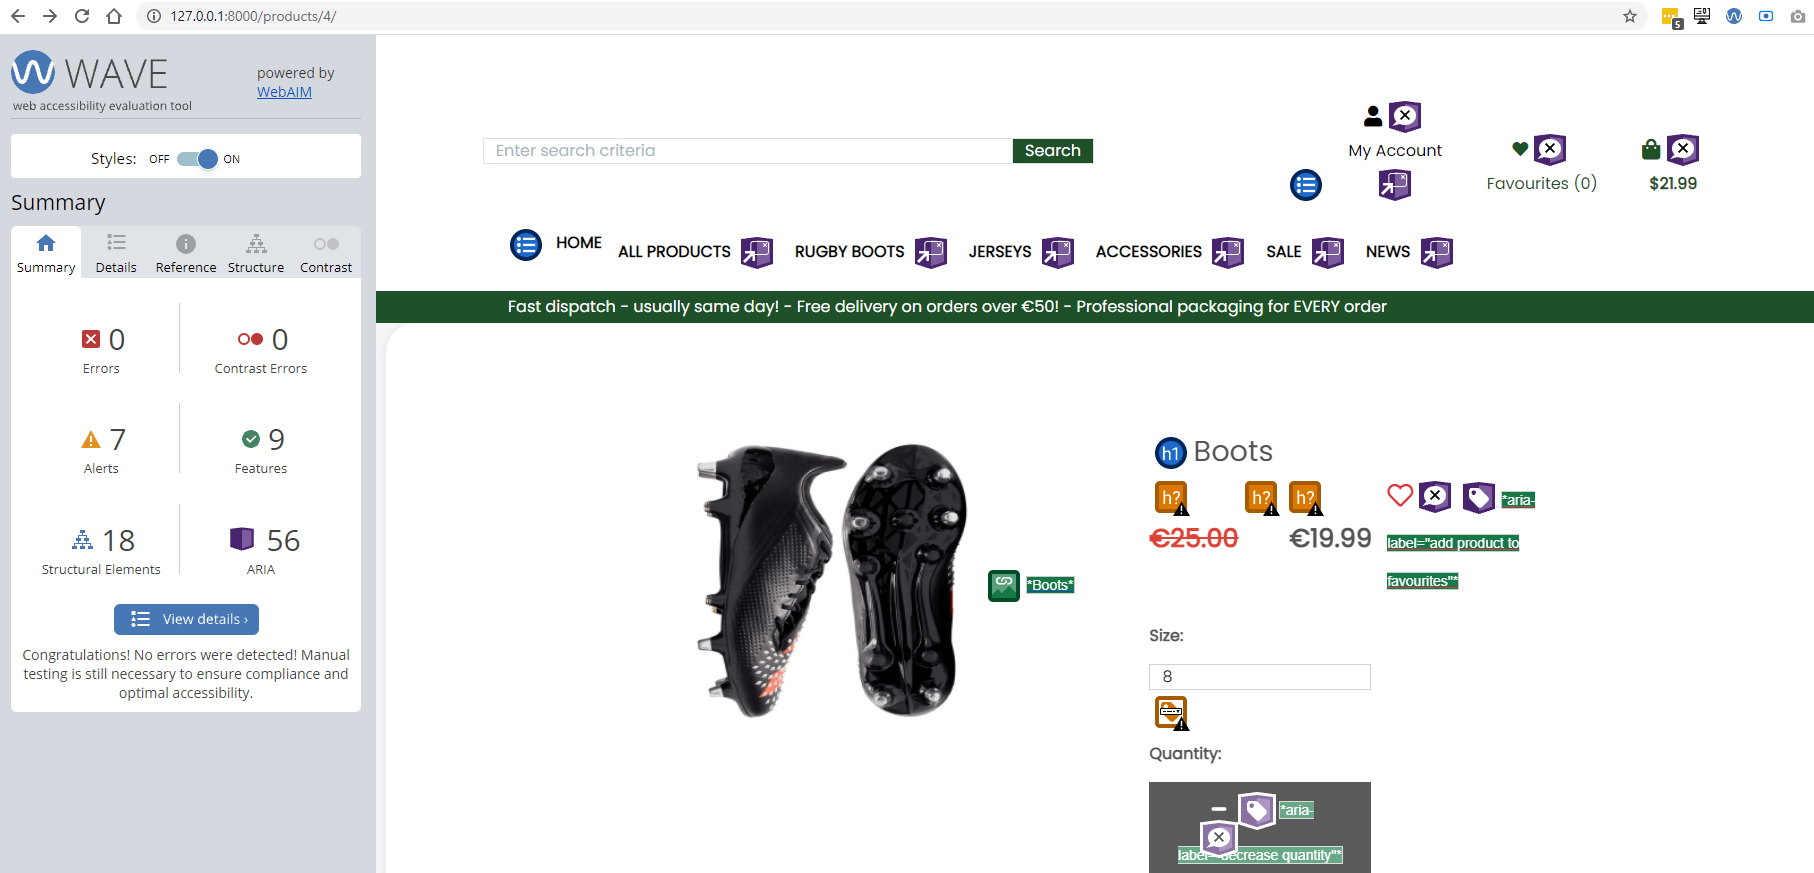 127.0.0.1:8000/products/4/
5
WAVE
powered by
WebAIM
web accessibility evaluation tool
Styles: OFF ON
Summary
Summary Details Reference Structure Contrast
0 0
Errors Contrast Errors
7 9
Alerts Features
18 56
Structural Elements ARIA
View details ›
Congratulations! No errors were detected! Manual
testing is still necessary to ensure compliance and
optimal accessibility.
Enter search criteria Search
My Account
Favourites (0)
$21.99
HOME ALL PRODUCTS RUGBY BOOTS JERSEYS ACCESSORIES SALE NEWS
Fast dispatch - usually same day! - Free delivery on orders over €50! - Professional packaging for EVERY order
h1 Boots
h? h? h?
*aria-
label="add product to
favourites"*
€25.00 €19.99
*Boots*
Size:
8
Quantity:
*aria-
label="decrease quantity"*